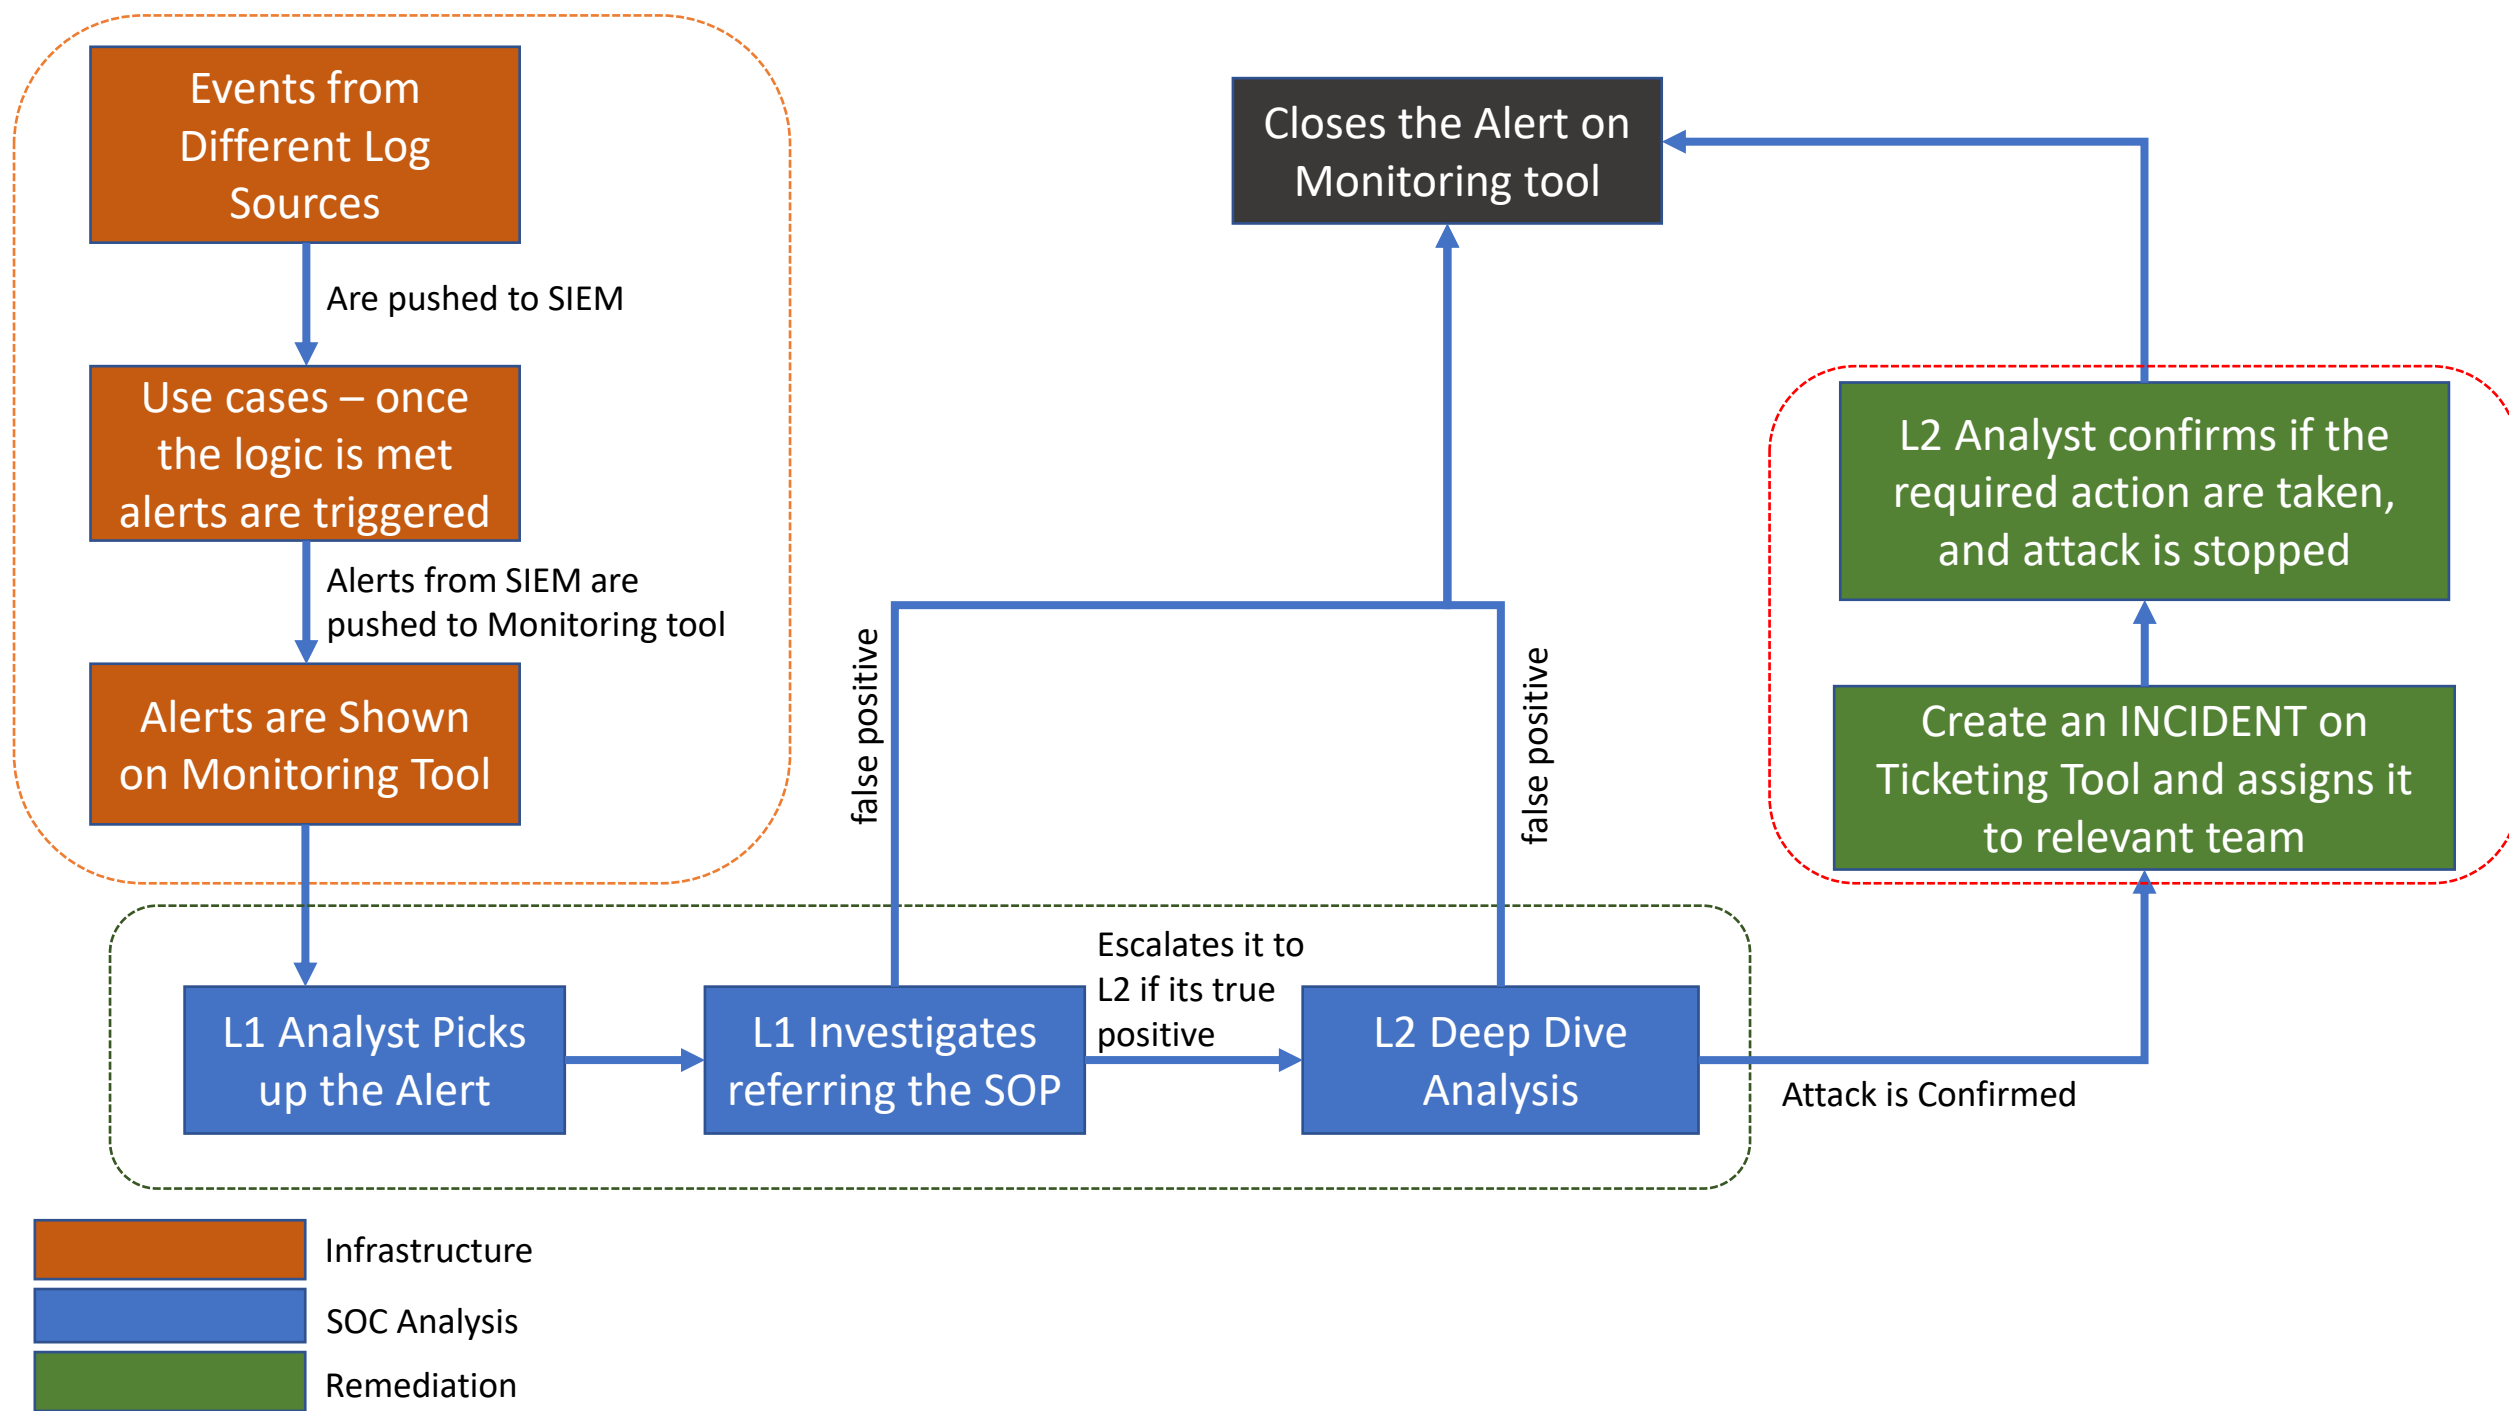 Events from
Different Log
Sources
Are pushed to SIEM
Use cases – once
the logic is met
alerts are triggered
Alerts from SIEM are
pushed to Monitoring tool
Alerts are Shown
on Monitoring Tool
L1 Analyst Picks
up the Alert
L1 Investigates
referring the SOP
false positive
Escalates it to
L2 if its true
positive
L2 Deep Dive
Analysis
false positive
Closes the Alert on
Monitoring tool
Attack is Confirmed
Create an INCIDENT on
Ticketing Tool and assigns it
to relevant team
L2 Analyst confirms if the
required action are taken,
and attack is stopped
Infrastructure
SOC Analysis
Remediation